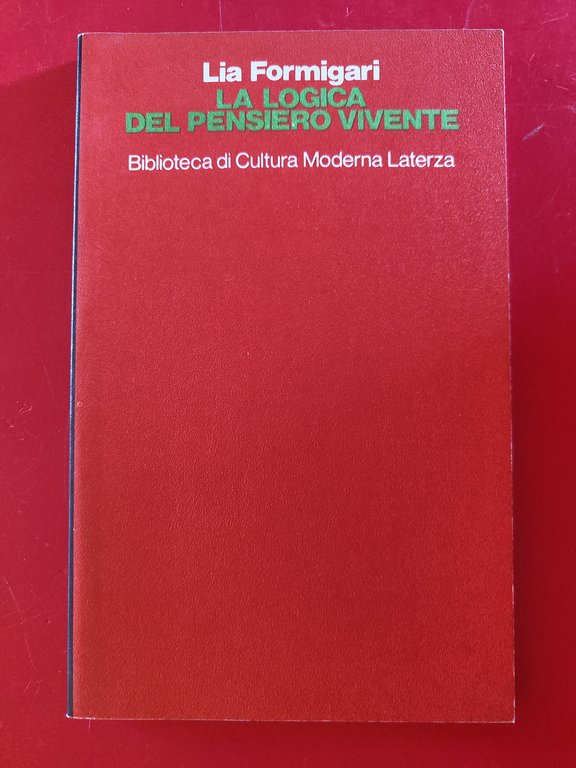 Lia Formigari
LA LOGICA
DEL PENSIERO VIVENTE
Biblioteca di Cultura Moderna Laterza